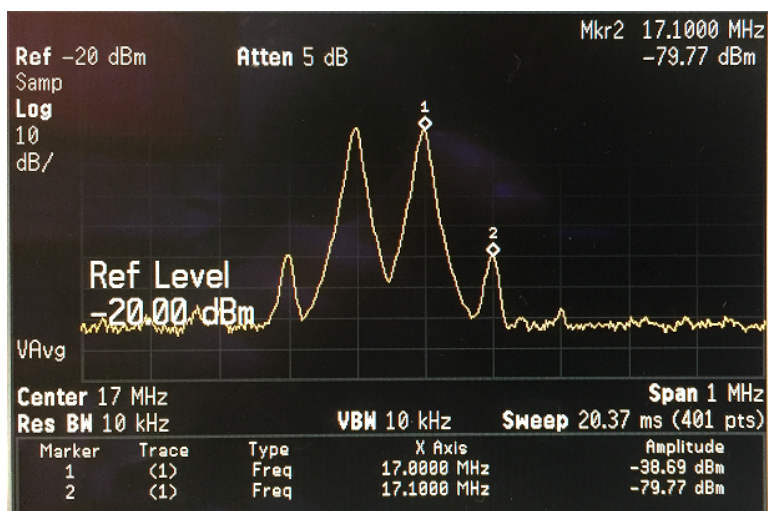 Mkr2 17.1000 MHz
Ref -20 dBm Atten 5 dB -79.77 dBm
Samp
Log
10
dB/
1
2
Ref Level
-20.00 dBm
VAvg
Center 17 MHz Span 1 MHz
Res BW 10 kHz VBW 10 kHz Sweep 20.37 ms (401 pts)
Marker Trace Type X Axis Amplitude
1 (1) Freq 17.0000 MHz -38.69 dBm
2 (1) Freq 17.1000 MHz -79.77 dBm